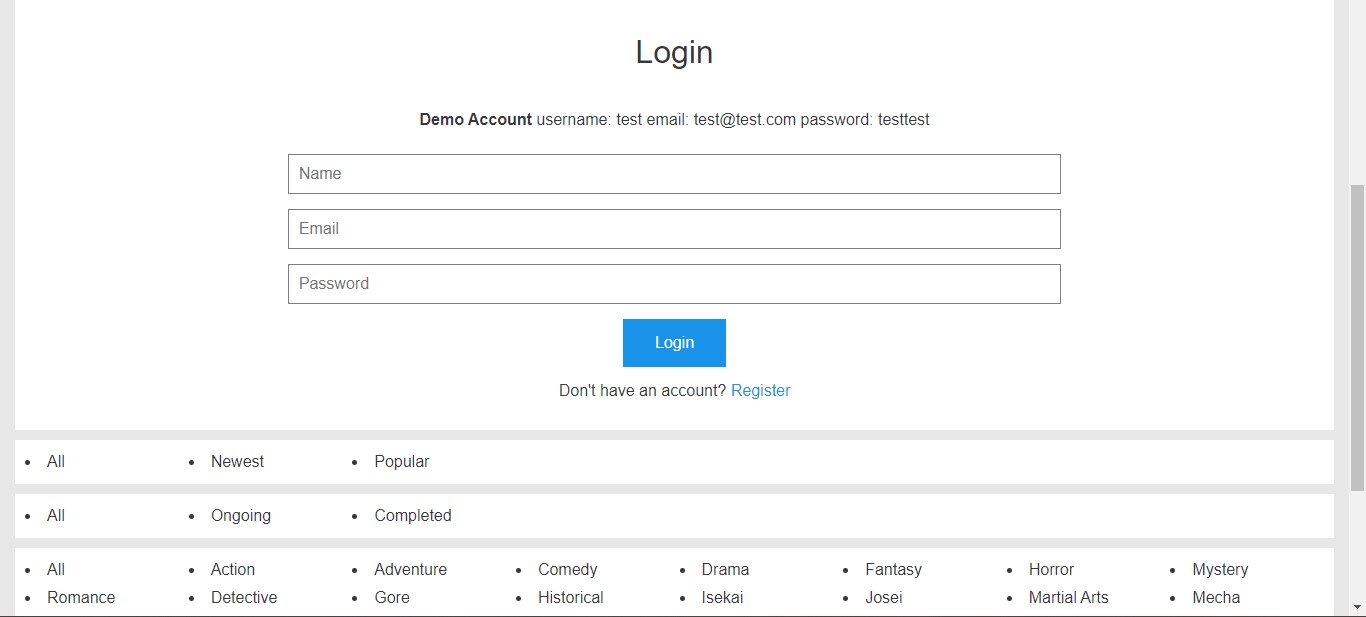 Login
Demo Account username: test email: test@test.com password: testtest
Name
Email
Password
Login
Don't have an account? Register
All Newest Popular
All Ongoing Completed
All Action Adventure Comedy Drama Fantasy Horror Mystery
Romance Detective Gore Historical Isekai Josei Martial Arts Mecha